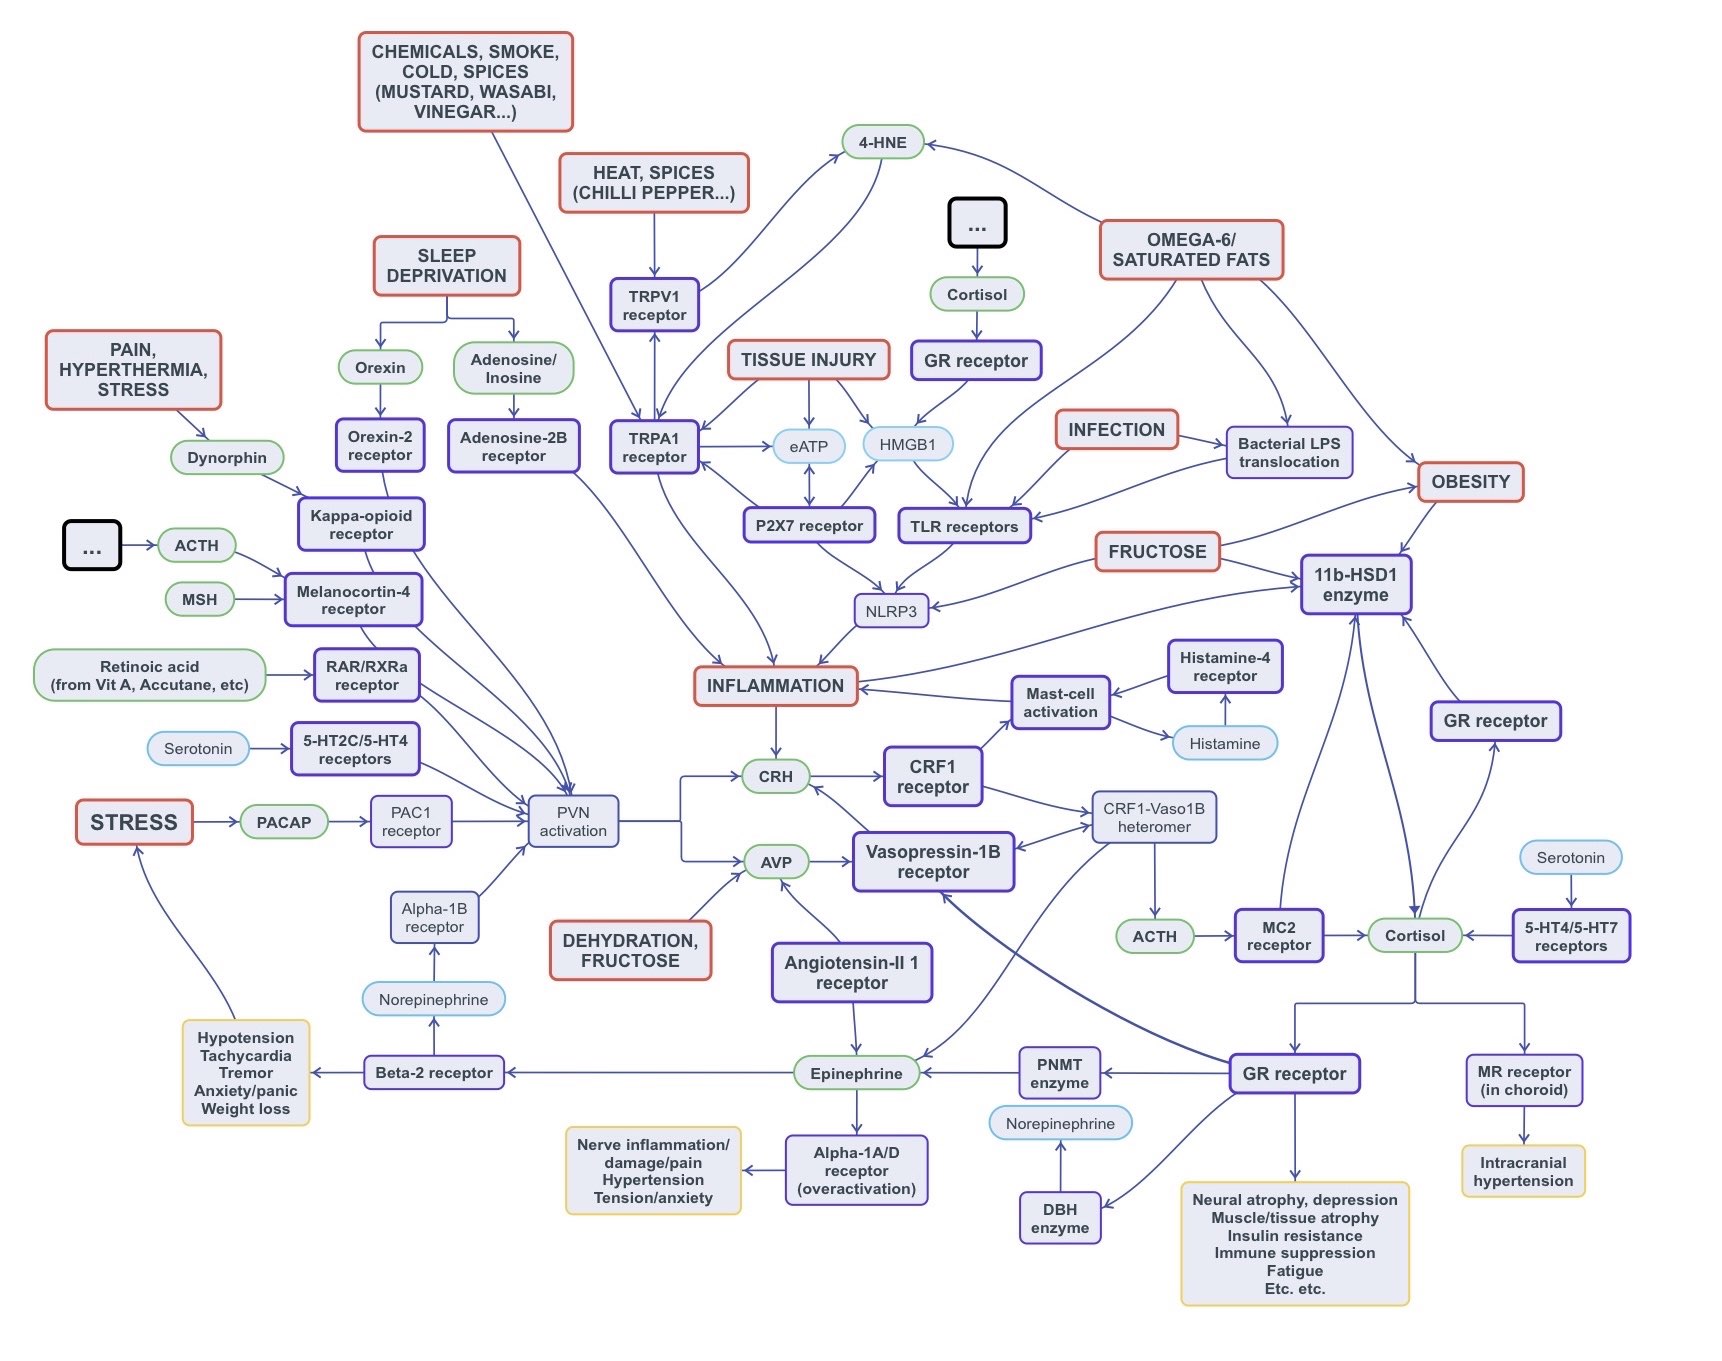 CHEMICALS, SMOKE,
COLD, SPICES
(MUSTARD, WASABI,
VINEGAR...)
4-HNE
HEAT, SPICES
(CHILLI PEPPER...)
...
OMEGA-6/
SATURATED FATS
SLEEP
DEPRIVATION
Cortisol
TRPV1
receptor
PAIN,
HYPERTHERMIA,
STRESS
Orexin
Adenosine/
Inosine
TISSUE INJURY
GR receptor
Orexin-2
receptor
Adenosine-2B
receptor
TRPA1
receptor
eATP
HMGB1
INFECTION
Bacterial LPS
translocation
Dynorphin
OBESITY
Kappa-opioid
receptor
P2X7 receptor
TLR receptors
...
ACTH
FRUCTOSE
11b-HSD1
enzyme
MSH
Melanocortin-4
receptor
NLRP3
Retinoic acid
(from Vit A, Accutane, etc)
RAR/RXRa
receptor
INFLAMMATION
Mast-cell
activation
Histamine-4
receptor
GR receptor
Serotonin
5-HT2C/5-HT4
receptors
Histamine
CRH
CRF1
receptor
STRESS
PACAP
PAC1
receptor
PVN
activation
CRF1-Vaso1B
heteromer
AVP
Vasopressin-1B
receptor
Serotonin
Alpha-1B
receptor
DEHYDRATION,
FRUCTOSE
ACTH
MC2
receptor
Cortisol
5-HT4/5-HT7
receptors
Angiotensin-II 1
receptor
Norepinephrine
Hypotension
Tachycardia
Tremor
Anxiety/panic
Weight loss
Beta-2 receptor
Epinephrine
PNMT
enzyme
GR receptor
MR receptor
(in choroid)
Norepinephrine
Nerve inflammation/
damage/pain
Hypertension
Tension/anxiety
Alpha-1A/D
receptor
(overactivation)
Intracranial
hypertension
DBH
enzyme
Neural atrophy, depression
Muscle/tissue atrophy
Insulin resistance
Immune suppression
Fatigue
Etc. etc.